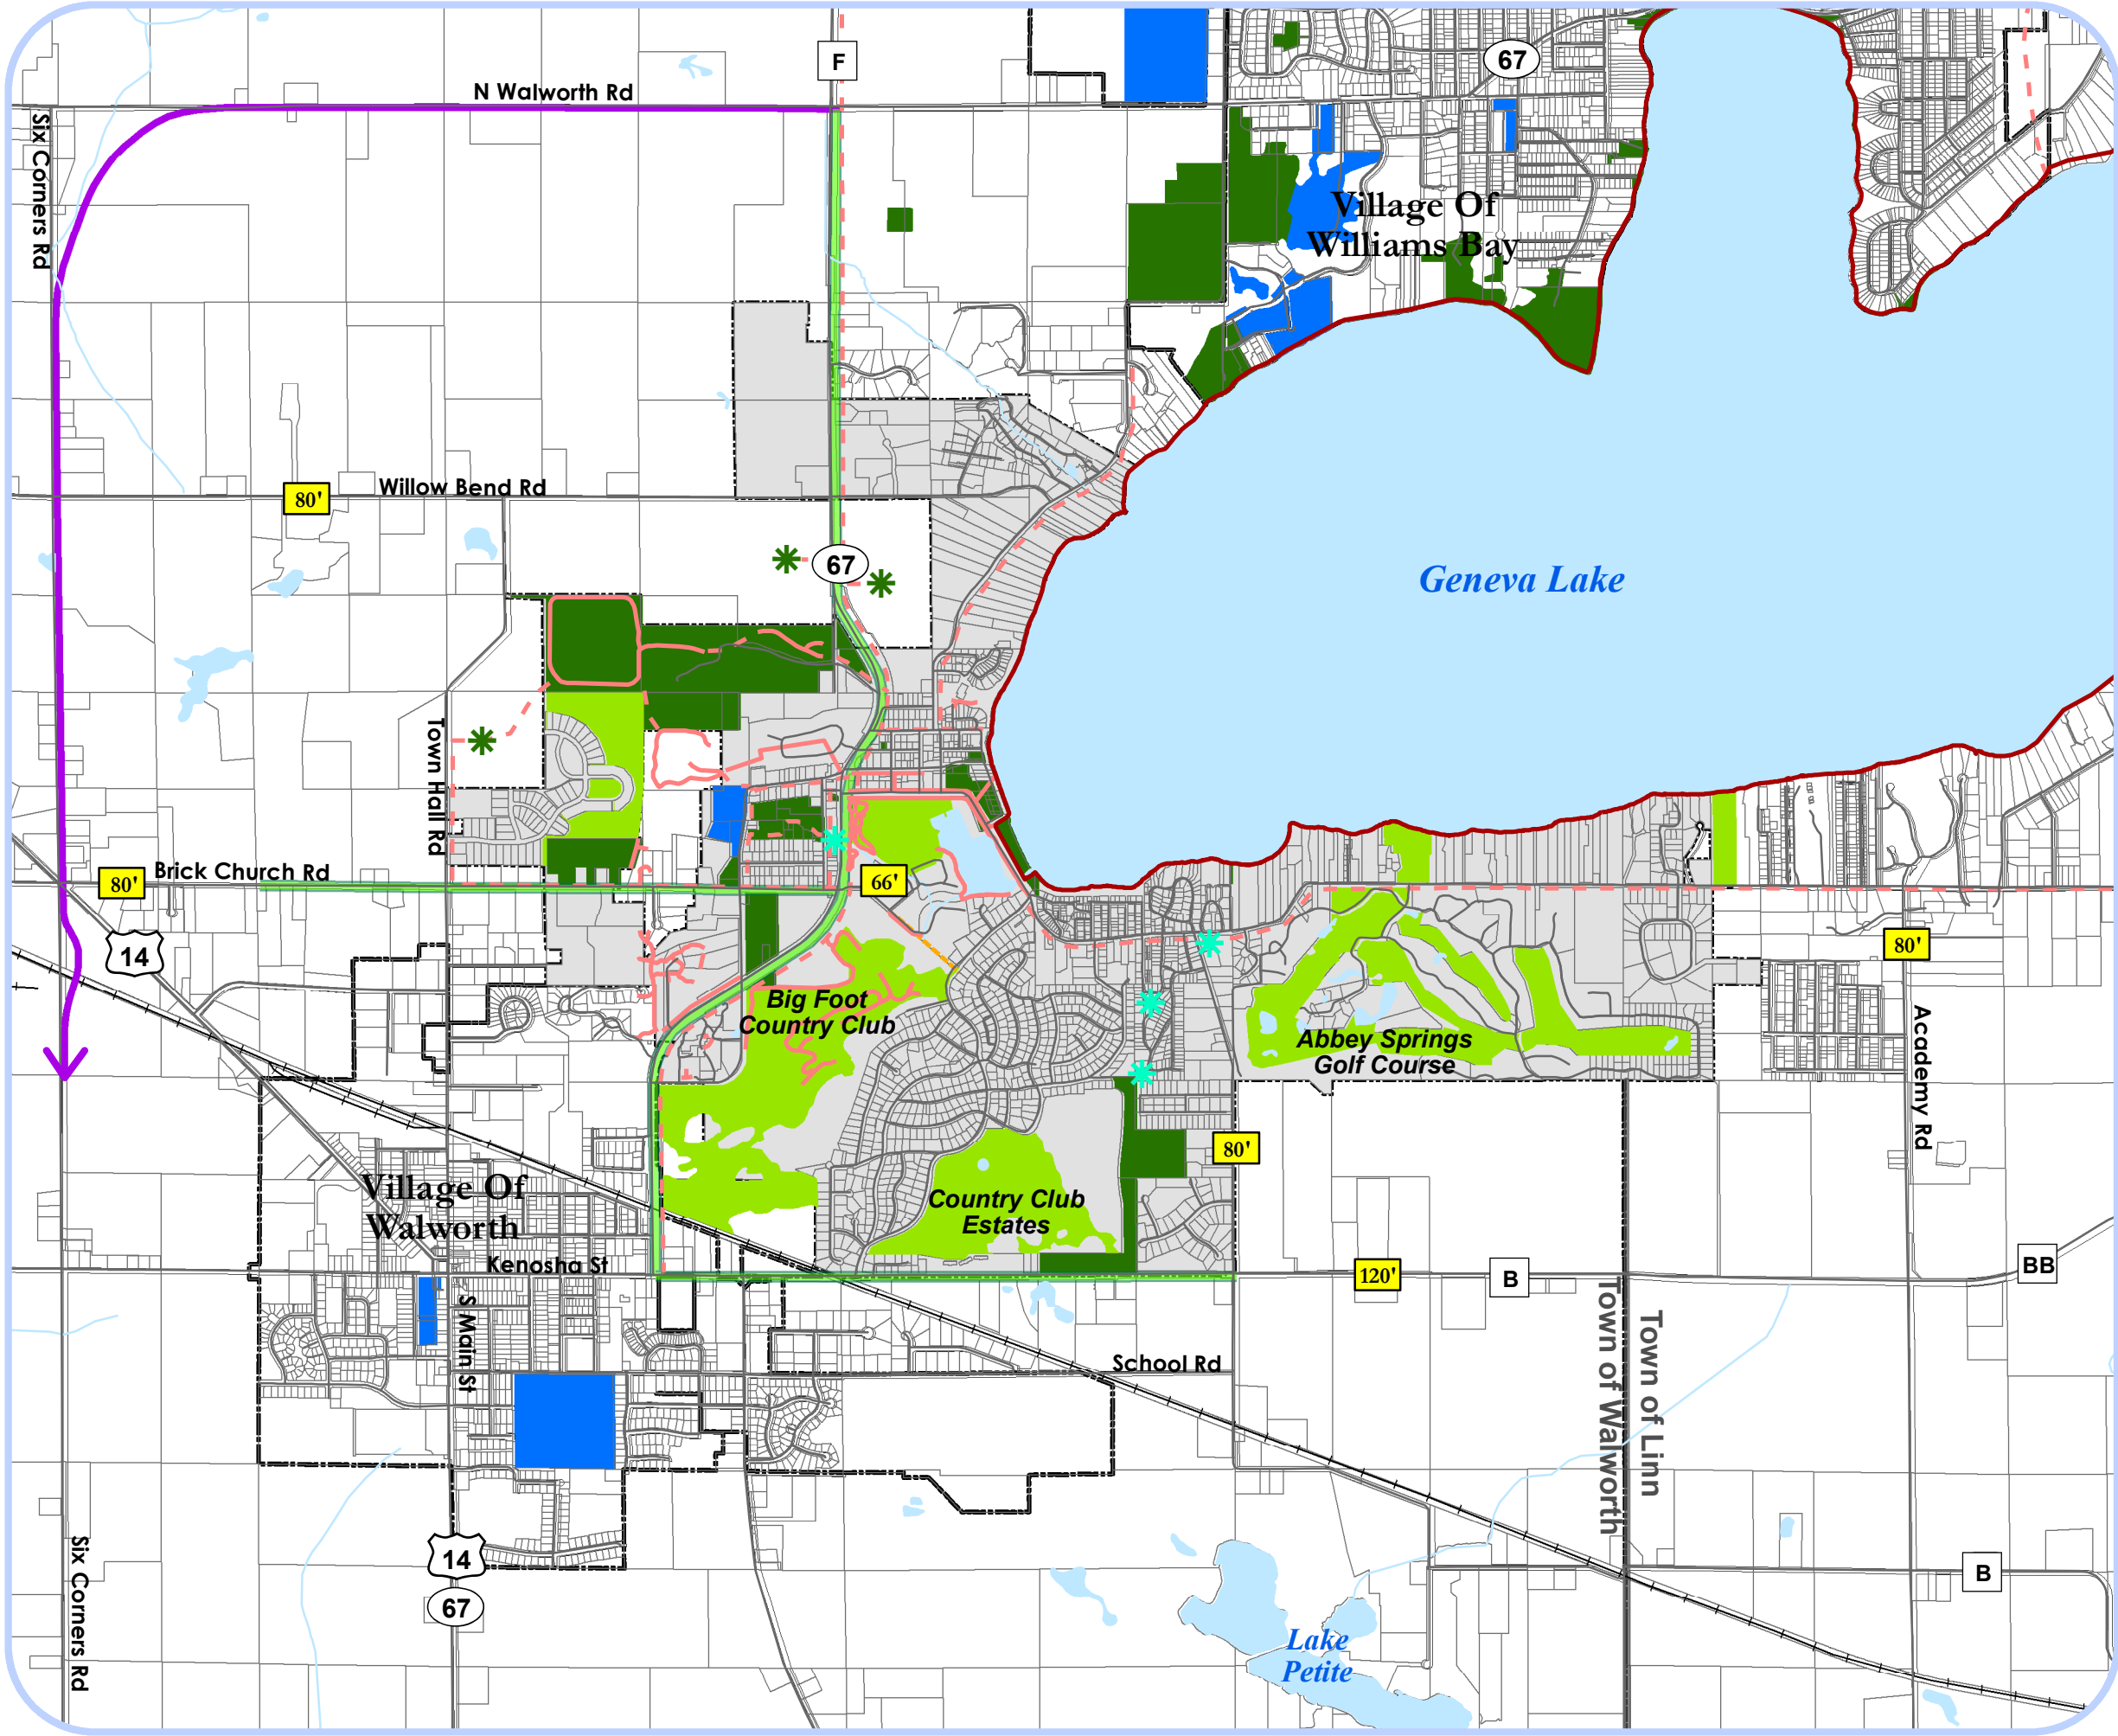 F
67
N Walworth Rd
Six Corners Rd
Village Of
Williams Bay
80'
Willow Bend Rd
67
Geneva Lake
Town Hall Rd
80'
Brick Church Rd
66'
14
80'
Big Foot
Country Club
Abbey Springs
Golf Course
Academy Rd
80'
Village Of
Walworth
Country Club
Estates
Kenosha St
120'
B
BB
S Main St
School Rd
Town of Walworth
Town of Linn
14
67
Six Corners Rd
B
Lake
Petite